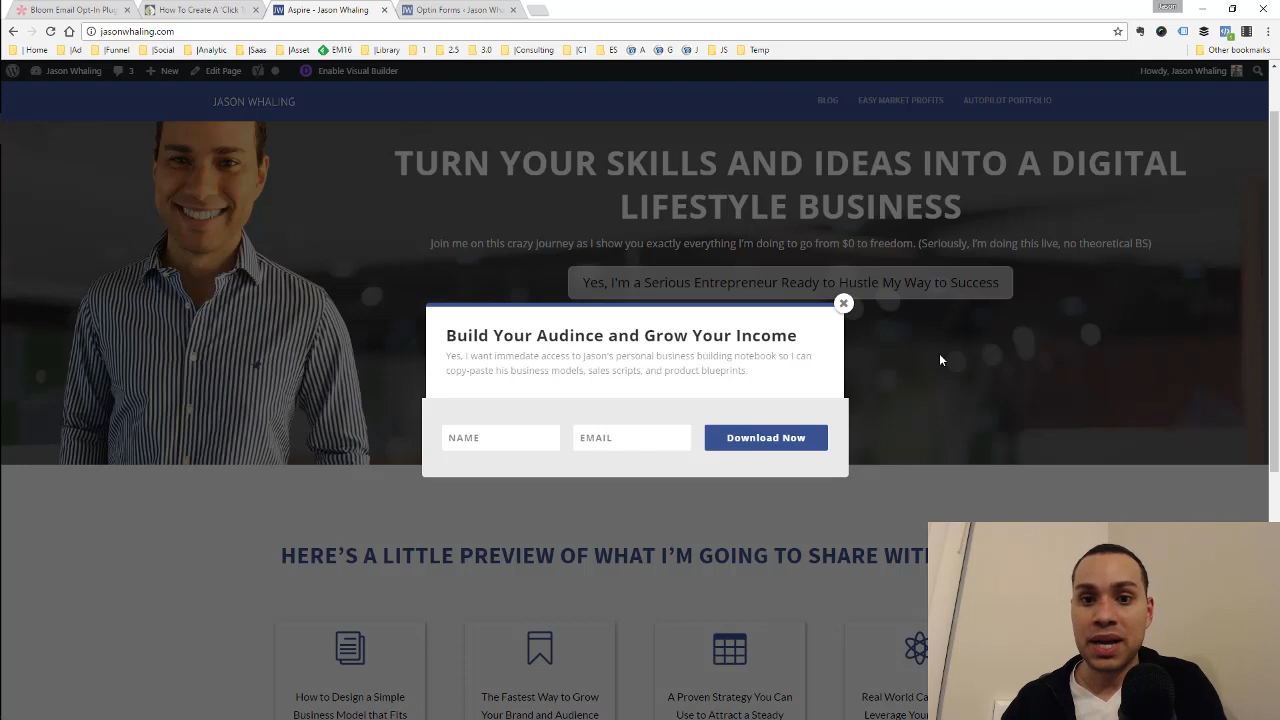 Bloom Email Opt-In Plug
How To Create A 'Click T
Aspire - Jason Whaling
Optin Forms ‹ Jason Wh
Jason
jasonwhaling.com
| Home |Ad |Funnel |Social |Analytic |Saas |Asset EM16 |Library 1 2.5 3.0 |Consulting |C1 ES A G J JS Temp Other bookmarks
Jason Whaling 3 New Edit Page Enable Visual Builder Howdy, Jason Whaling
JASON WHALING BLOG EASY MARKET PROFITS AUTOPILOT PORTFOLIO
TURN YOUR SKILLS AND IDEAS INTO A DIGITAL
LIFESTYLE BUSINESS
Join me on this crazy journey as I show you exactly everything I'm doing to go from $0 to freedom. (Seriously, I'm doing this live, no theoretical BS)
Yes, I'm a Serious Entrepreneur Ready to Hustle My Way to Success
Build Your Audince and Grow Your Income
Yes, I want immedate access to Jason's personal business building notebook so I can
copy-paste his business models, sales scripts, and product blueprints.
NAME EMAIL Download Now
HERE'S A LITTLE PREVIEW OF WHAT I'M GOING TO SHARE WIT
How to Design a Simple
Business Model that Fits
The Fastest Way to Grow
Your Brand and Audience
A Proven Strategy You Can
Use to Attract a Steady
Real World Ca
Leverage Your